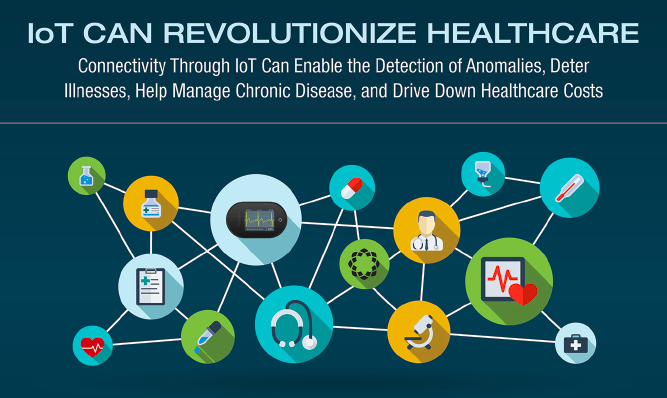 IoT CAN REVOLUTIONIZE HEALTHCARE
Connectivity Through IoT Can Enable the Detection of Anomalies, Deter
Illnesses, Help Manage Chronic Disease, and Drive Down Healthcare Costs